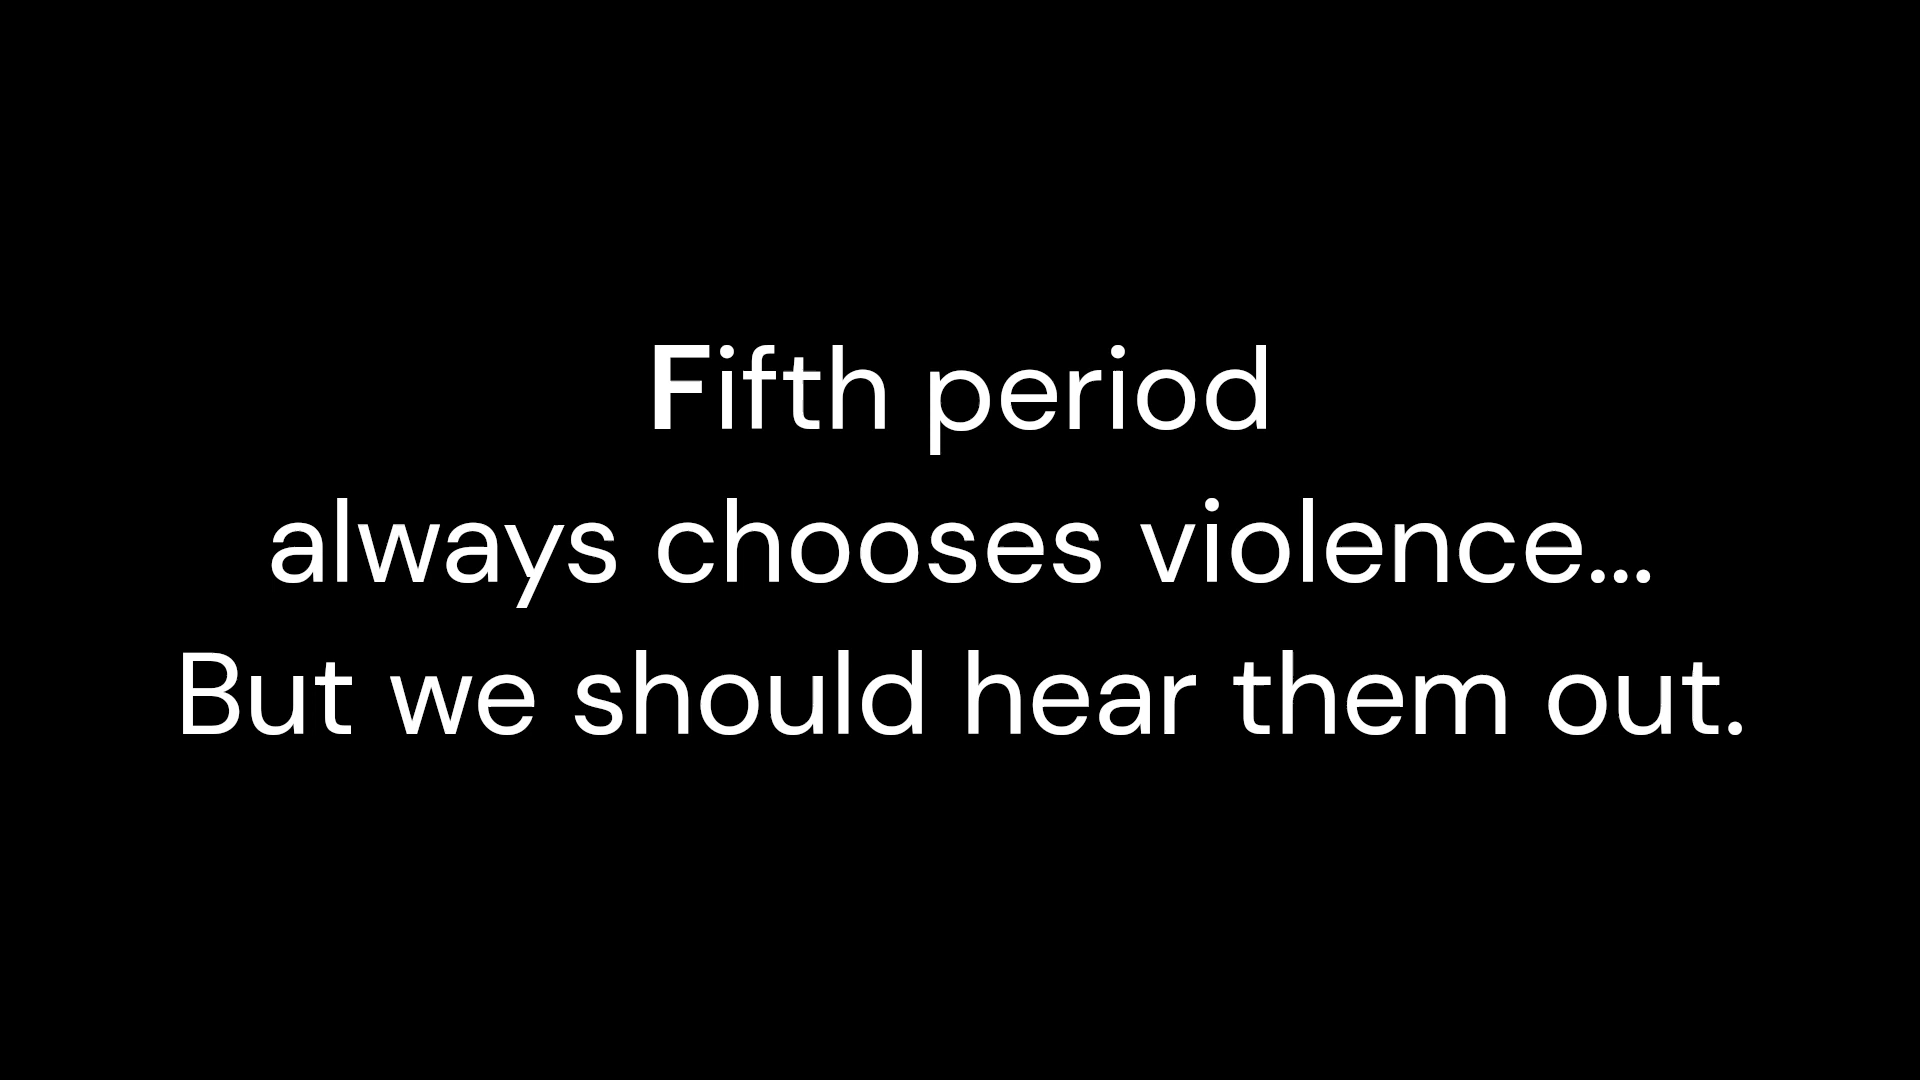 Fifth period
always chooses violence...
But we should hear them out.